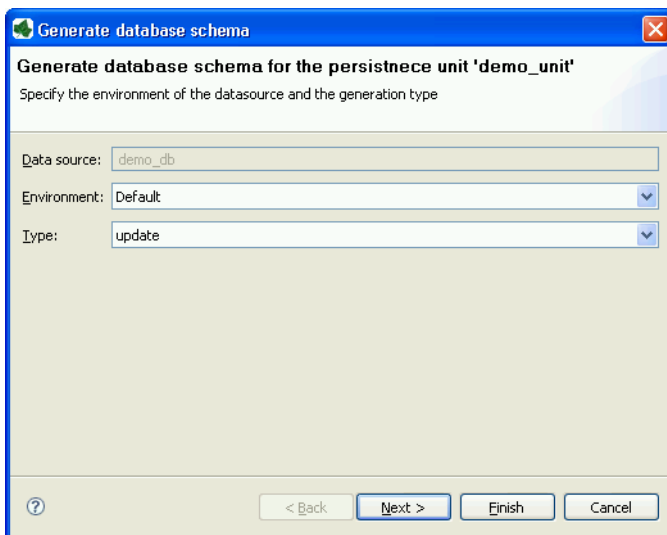 Generate database schema
Generate database schema for the persistnece unit 'demo_unit'
Specify the environment of the datasource and the generation type
Data source: demo_db
Environment: Default
Type: update
? < Back Next > Finish Cancel